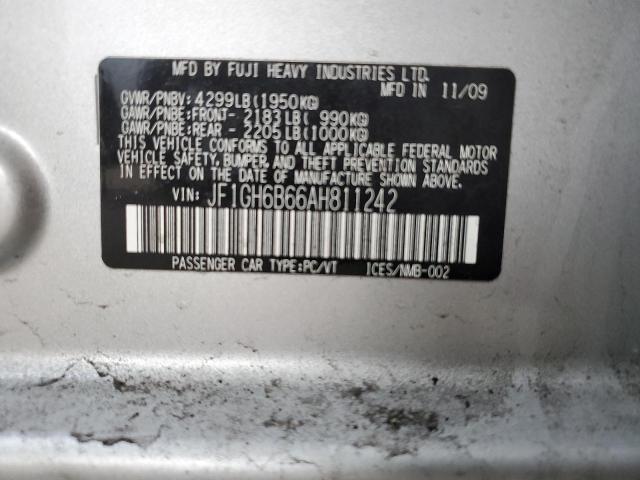 MFD BY FUJI HEAVY INDUSTRIES LTD.
MFD IN 11/09
GVWR/PNBV: 4299LB(1950KG)
GAWR/PNBE: FRONT- 2183LB( 990KG)
GAWR/PNBE: REAR - 2205LB(1000KG)
THIS VEHICLE CONFORMS TO ALL APPLICABLE FEDERAL MOTOR
VEHICLE SAFETY, BUMPER, AND THEFT PREVENTION STANDARDS
IN EFFECT ON THE DATE OF MANUFACTURE SHOWN ABOVE.
VIN: JF1GH6B66AH811242
PASSENGER CAR TYPE:PC/VT ICES/NMB-002